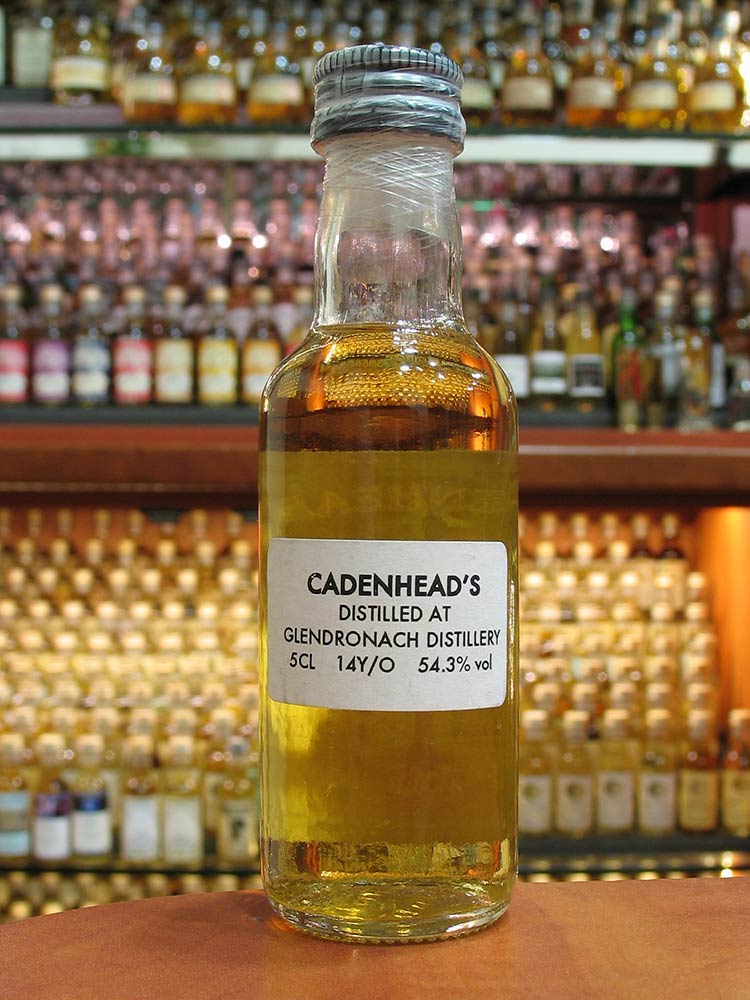 CADENHEAD'S
DISTILLED AT
GLENDRONACH DISTILLERY
5CL 14Y/O 54.3% vol